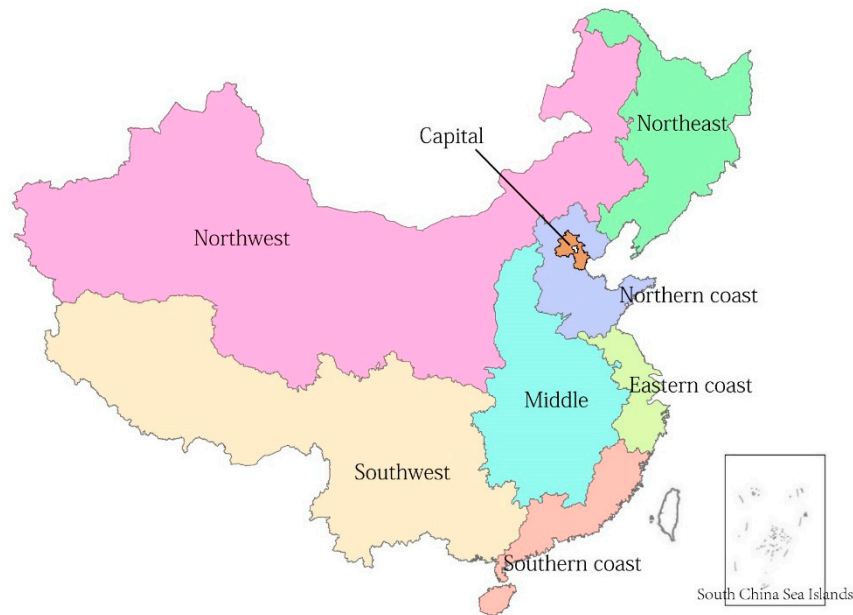 Northeast
Capital
Northwest
Northern coast
Eastern coast
Middle
Southwest
Southern coast
South China Sea Islands